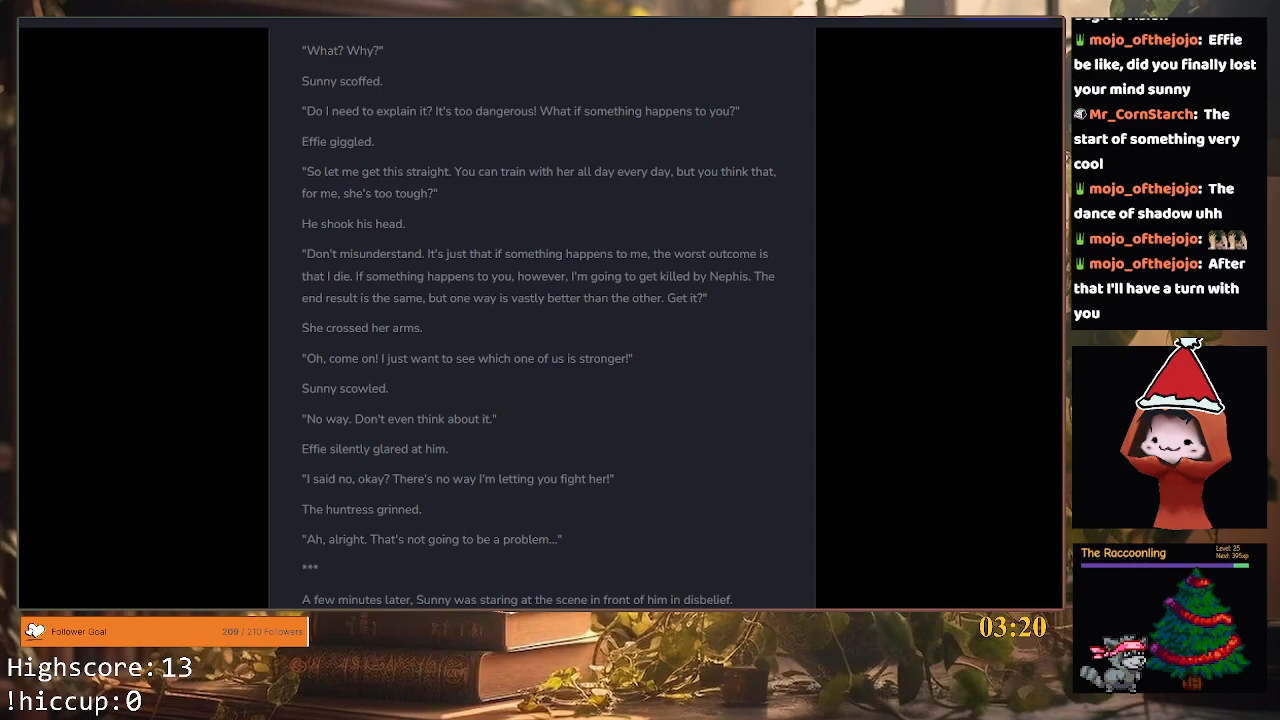 "What? Why?"
Sunny scoffed.
"Do I need to explain it? It's too dangerous! What if something happens to you?"
Effie giggled.
"So let me get this straight. You can train with her all day every day, but you think that,
for me, she's too tough?"
He shook his head.
"Don't misunderstand. It's just that if something happens to me, the worst outcome is
that I die. If something happens to you, however, I'm going to get killed by Nephis. The
end result is the same, but one way is vastly better than the other. Get it?"
She crossed her arms.
"Oh, come on! I just want to see which one of us is stronger!"
Sunny scowled.
"No way. Don't even think about it."
Effie silently glared at him.
"I said no, okay? There's no way I'm letting you fight her!"
The huntress grinned.
"Ah, alright. That's not going to be a problem..."
***
A few minutes later, Sunny was staring at the scene in front of him in disbelief.
mojo_ofthejojo: Effie
be like, did you finally lost
your mind sunny
Mr_CornStarch: The
start of something very
cool
mojo_ofthejojo: The
dance of shadow uhh
mojo_ofthejojo:
mojo_ofthejojo: After
that I'll have a turn with
you
The Raccoonling
Level: 25
Next: 395xp
Follower Goal
209 / 210 Followers
03:20
Highscore:13
!hiccup:0